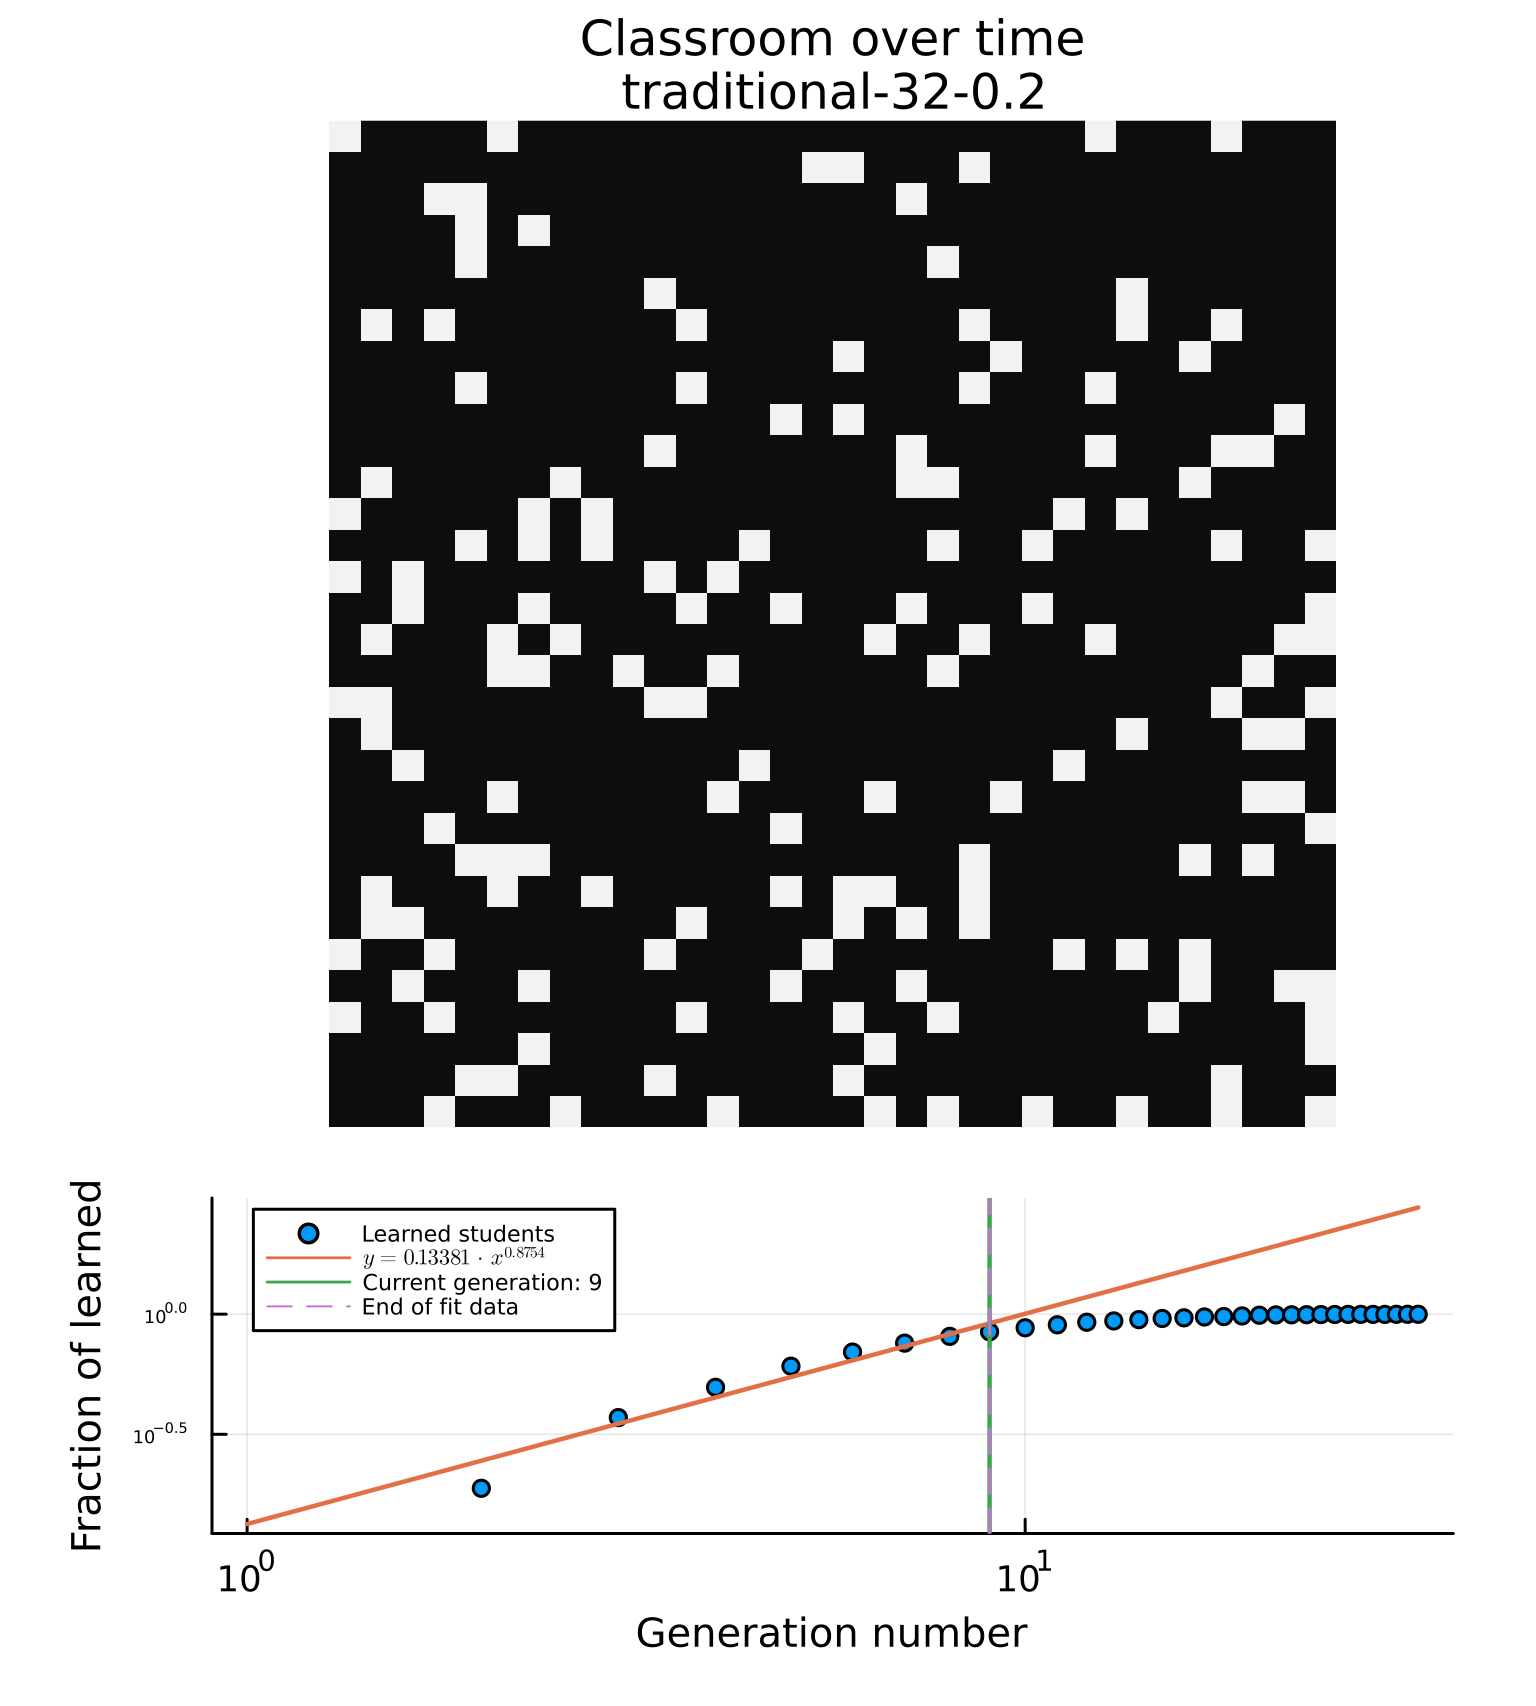 Classroom over time
traditional-32-0.2
Fraction of learned
Learned students
y = 0.13381 · x^0.8754
Current generation: 9
End of fit data
10^0.0
10^−0.5
10^0
10^1
Generation number